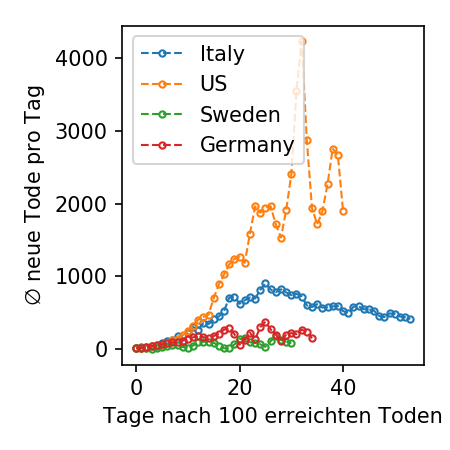 4000
3000
2000
1000
0
∅ neue Tode pro Tag
Italy
US
Sweden
Germany
0 20 40
Tage nach 100 erreichten Toden